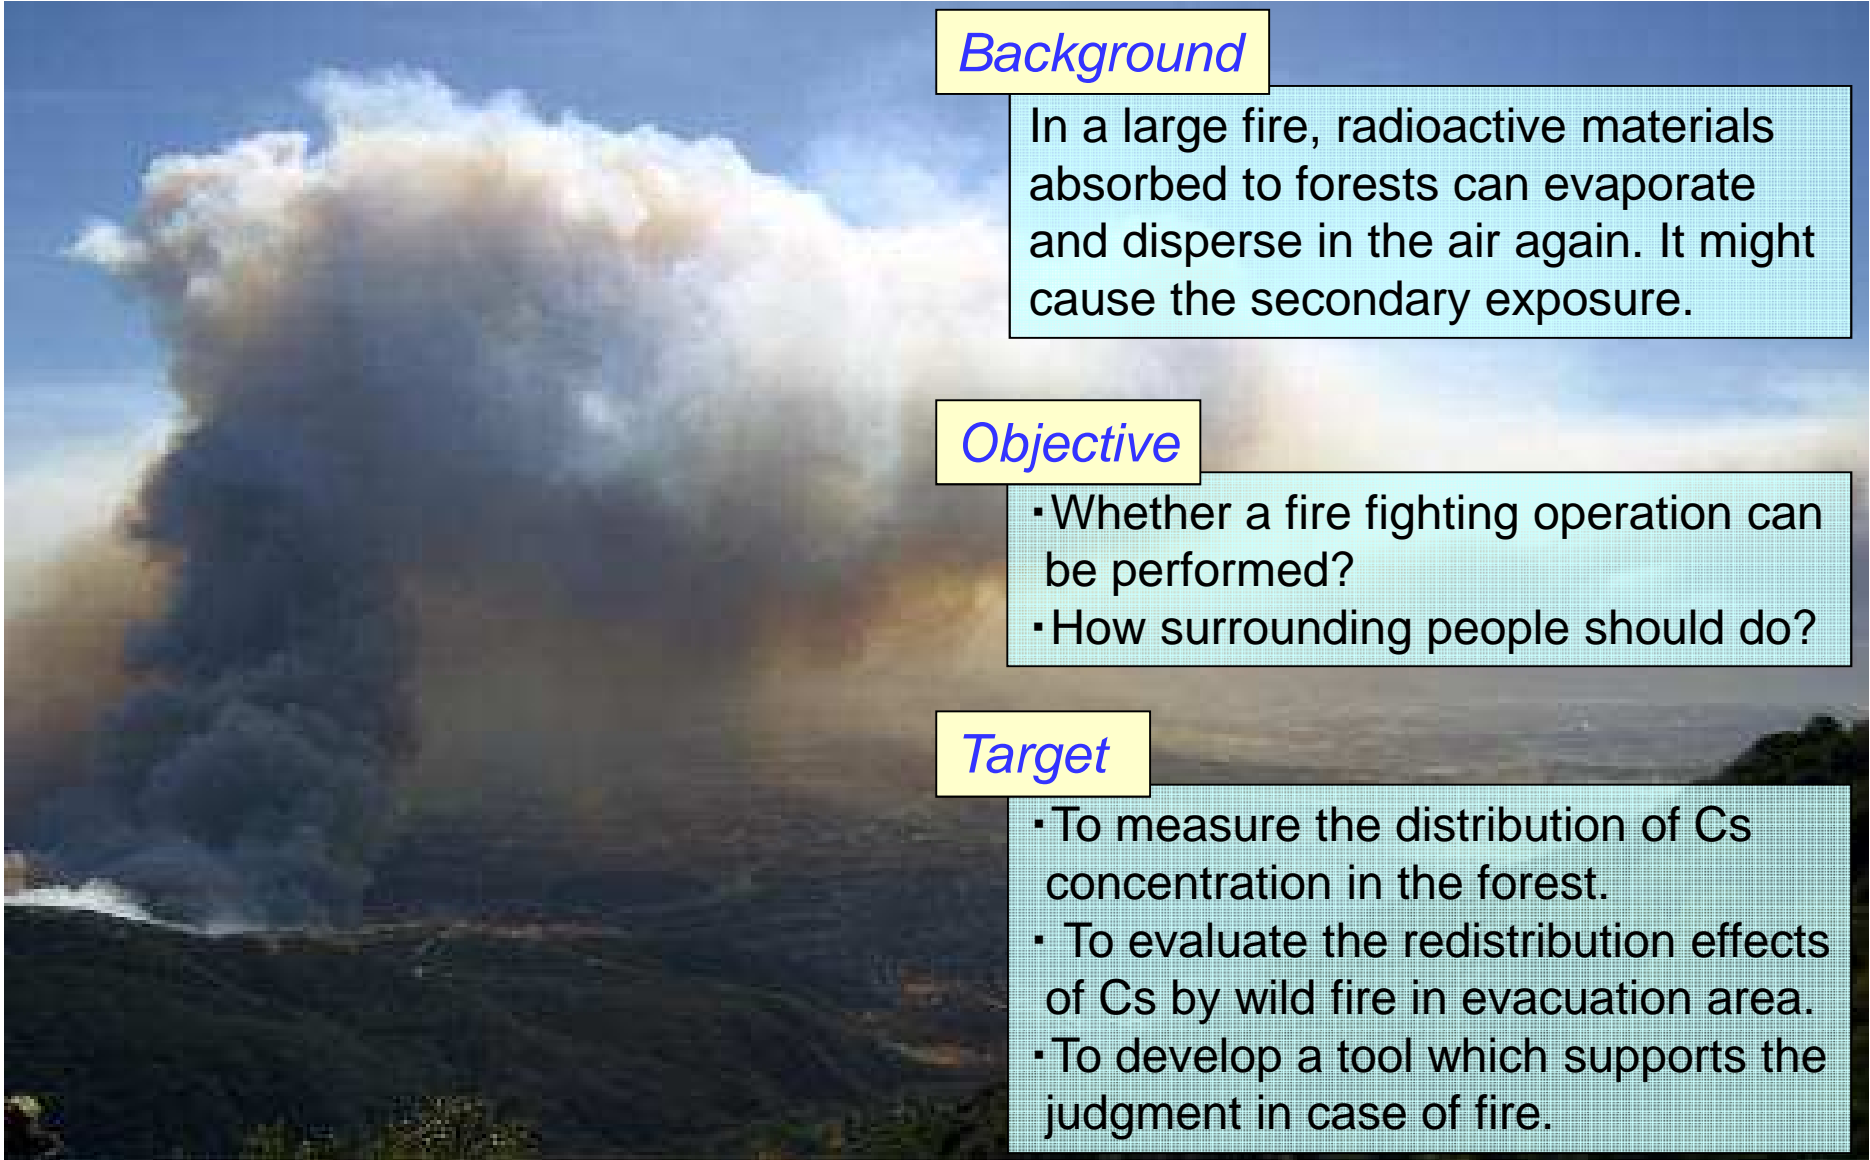 Background
In a large fire, radioactive materials
absorbed to forests can evaporate
and disperse in the air again. It might
cause the secondary exposure.
Objective
･Whether a fire fighting operation can
be performed?
･How surrounding people should do?
Target
･To measure the distribution of Cs
concentration in the forest.
･ To evaluate the redistribution effects
of Cs by wild fire in evacuation area.
･To develop a tool which supports the
judgment in case of fire.